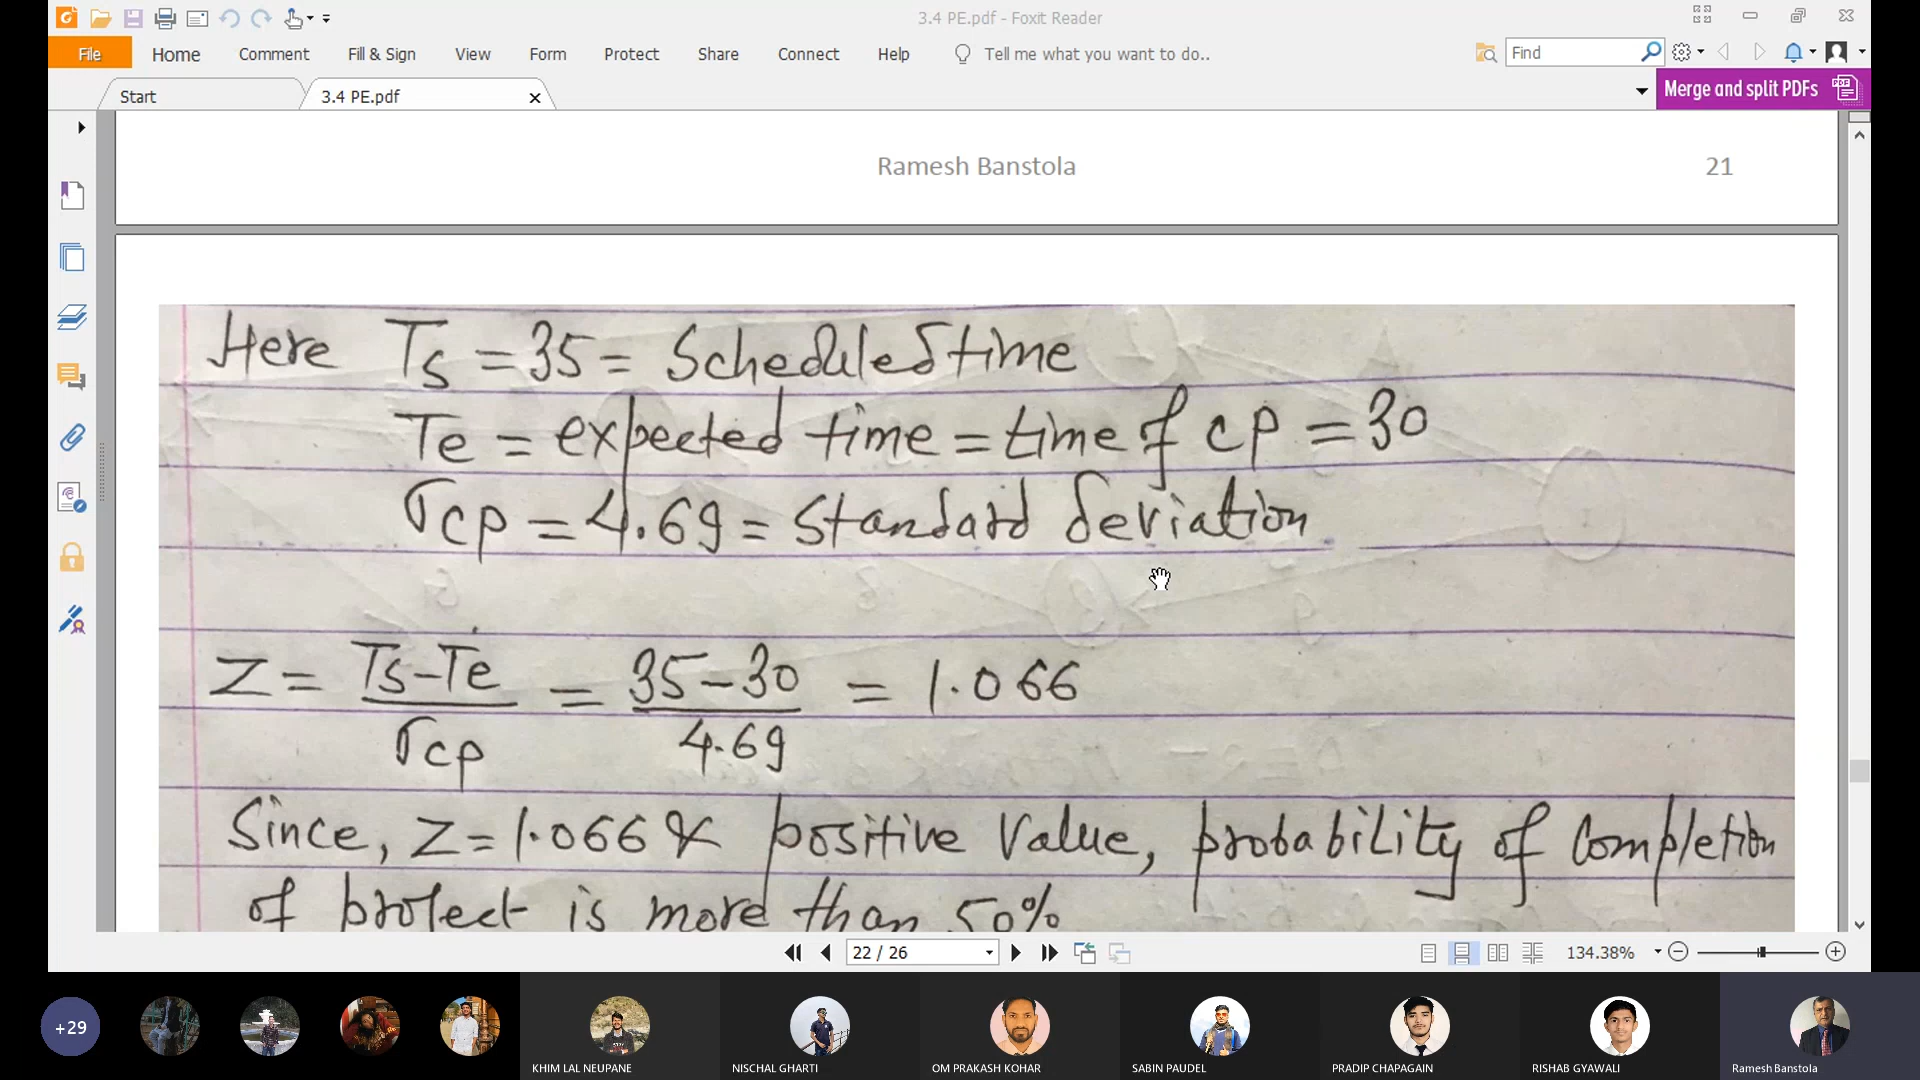 3.4 PE.pdf - Foxit Reader
File Home Comment Fill & Sign View Form Protect Share Connect Help Tell me what you want to do.. Find
Start 3.4 PE.pdf Merge and split PDFs
Ramesh Banstola 21
Here Ts = 35 = Scheduled time
Te = expected time = time of cp = 30
σcp = 4.69 = Standard deviation
Z = Ts-Te / σcp = 35-30 / 4.69 = 1.066
Since, Z=1.066 & positive Value, probability of Completion
of project is more than 50%
22 / 26 134.38%
+29
KHIM LAL NEUPANE NISCHAL GHARTI OM PRAKASH KOHAR SABIN PAUDEL PRADIP CHAPAGAIN RISHAB GYAWALI Ramesh Banstola